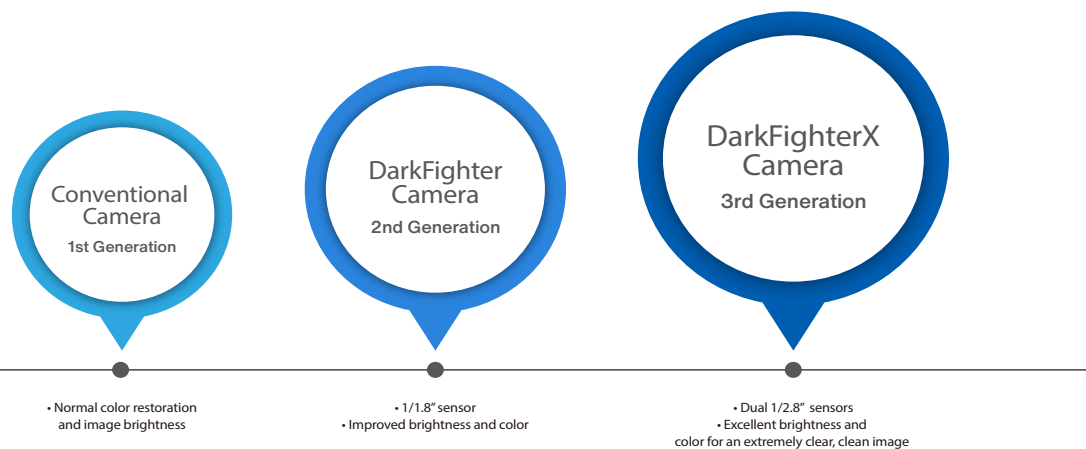 Conventional
Camera
1st Generation
DarkFighter
Camera
2nd Generation
DarkFighterX
Camera
3rd Generation
• Normal color restoration
and image brightness
• 1/1.8” sensor
• Improved brightness and color
• Dual 1/2.8” sensors
• Excellent brightness and
color for an extremely clear, clean image